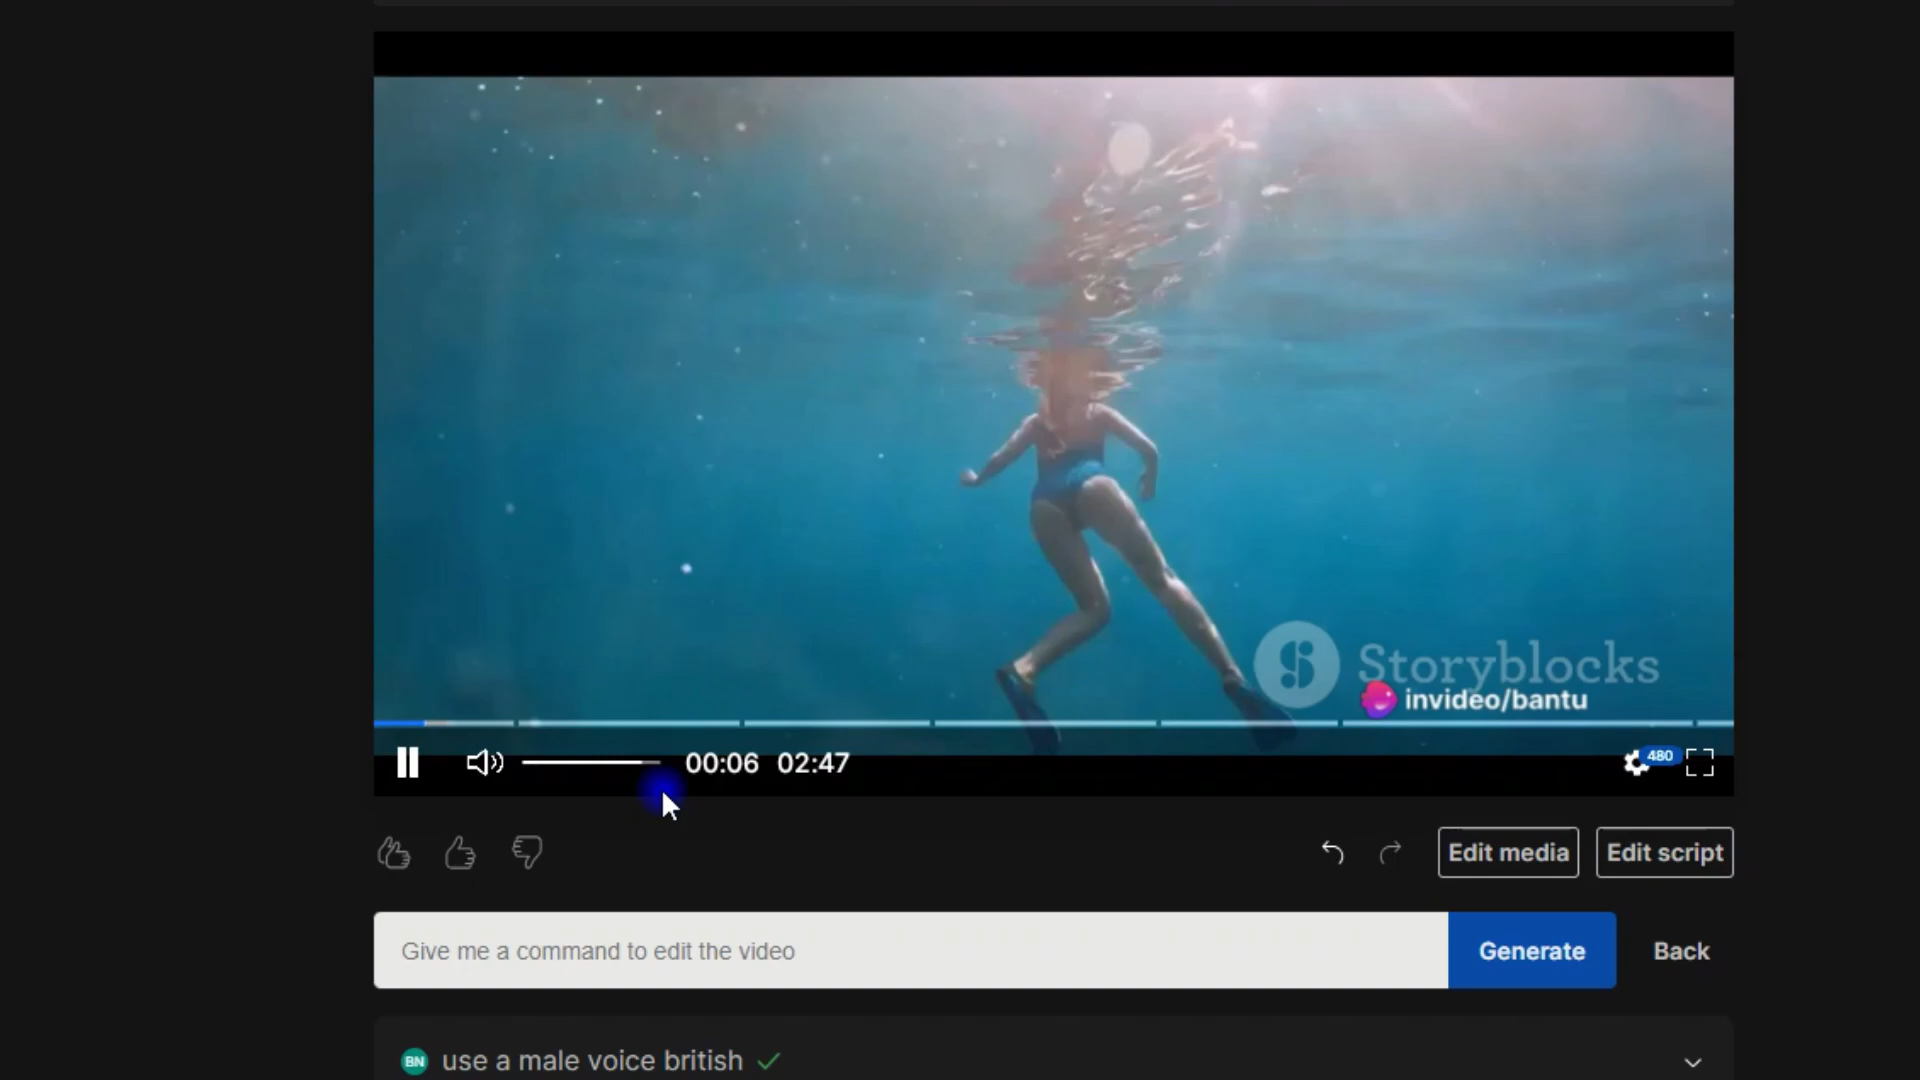 Storyblocks
invideo/bantu
00:06 02:47
480
Edit media
Edit script
Give me a command to edit the video
Generate
Back
BN use a male voice british